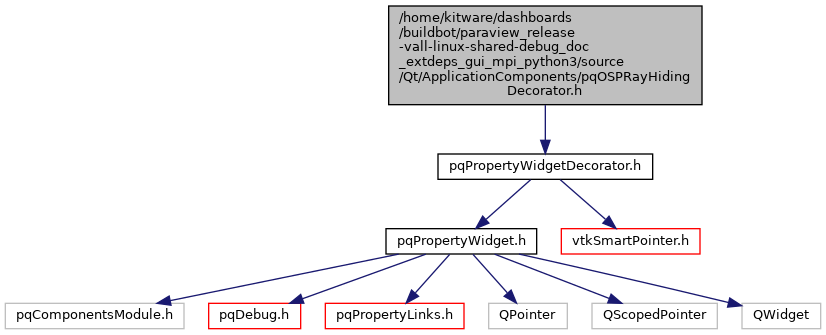 /home/kitware/dashboards
/buildbot/paraview_release
-vall-linux-shared-debug_doc
_extdeps_gui_mpi_python3/source
/Qt/ApplicationComponents/pqOSPRayHiding
Decorator.h
pqPropertyWidgetDecorator.h
pqPropertyWidget.h
vtkSmartPointer.h
pqComponentsModule.h
pqDebug.h
pqPropertyLinks.h
QPointer
QScopedPointer
QWidget